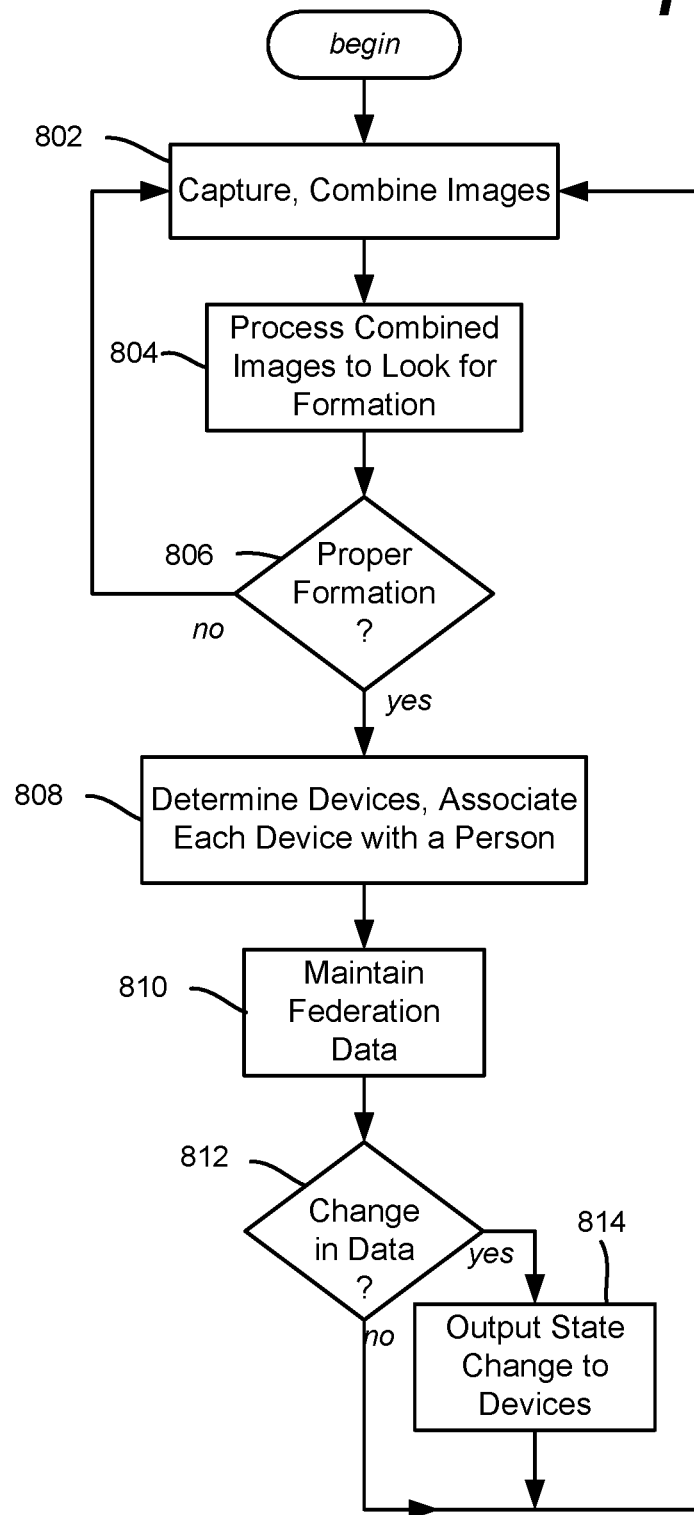 begin
802
Capture, Combine Images
804
Process Combined
Images to Look for
Formation
806
Proper
Formation
?
no
yes
808
Determine Devices, Associate
Each Device with a Person
810
Maintain
Federation
Data
812
Change
in Data
?
yes
no
814
Output State
Change to
Devices